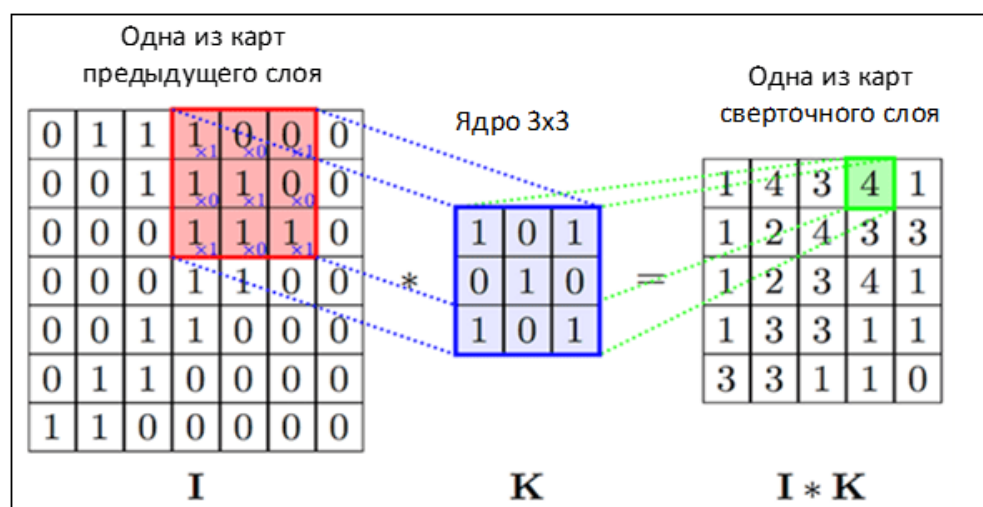 Одна из карт
предыдущего слоя
Ядро 3x3
Одна из карт
сверточного слоя
0 1 1 1×1 0×0 0×1 0
0 0 1 1×0 1×1 0×0 0
0 0 0 1×1 1×0 1×1 0
0 0 0 1 1 0 0
0 0 1 1 0 0 0
0 1 1 0 0 0 0
1 1 0 0 0 0 0
I
*
1 0 1
0 1 0
1 0 1
K
=
1 4 3 4 1
1 2 4 3 3
1 2 3 4 1
1 3 3 1 1
3 3 1 1 0
I * K